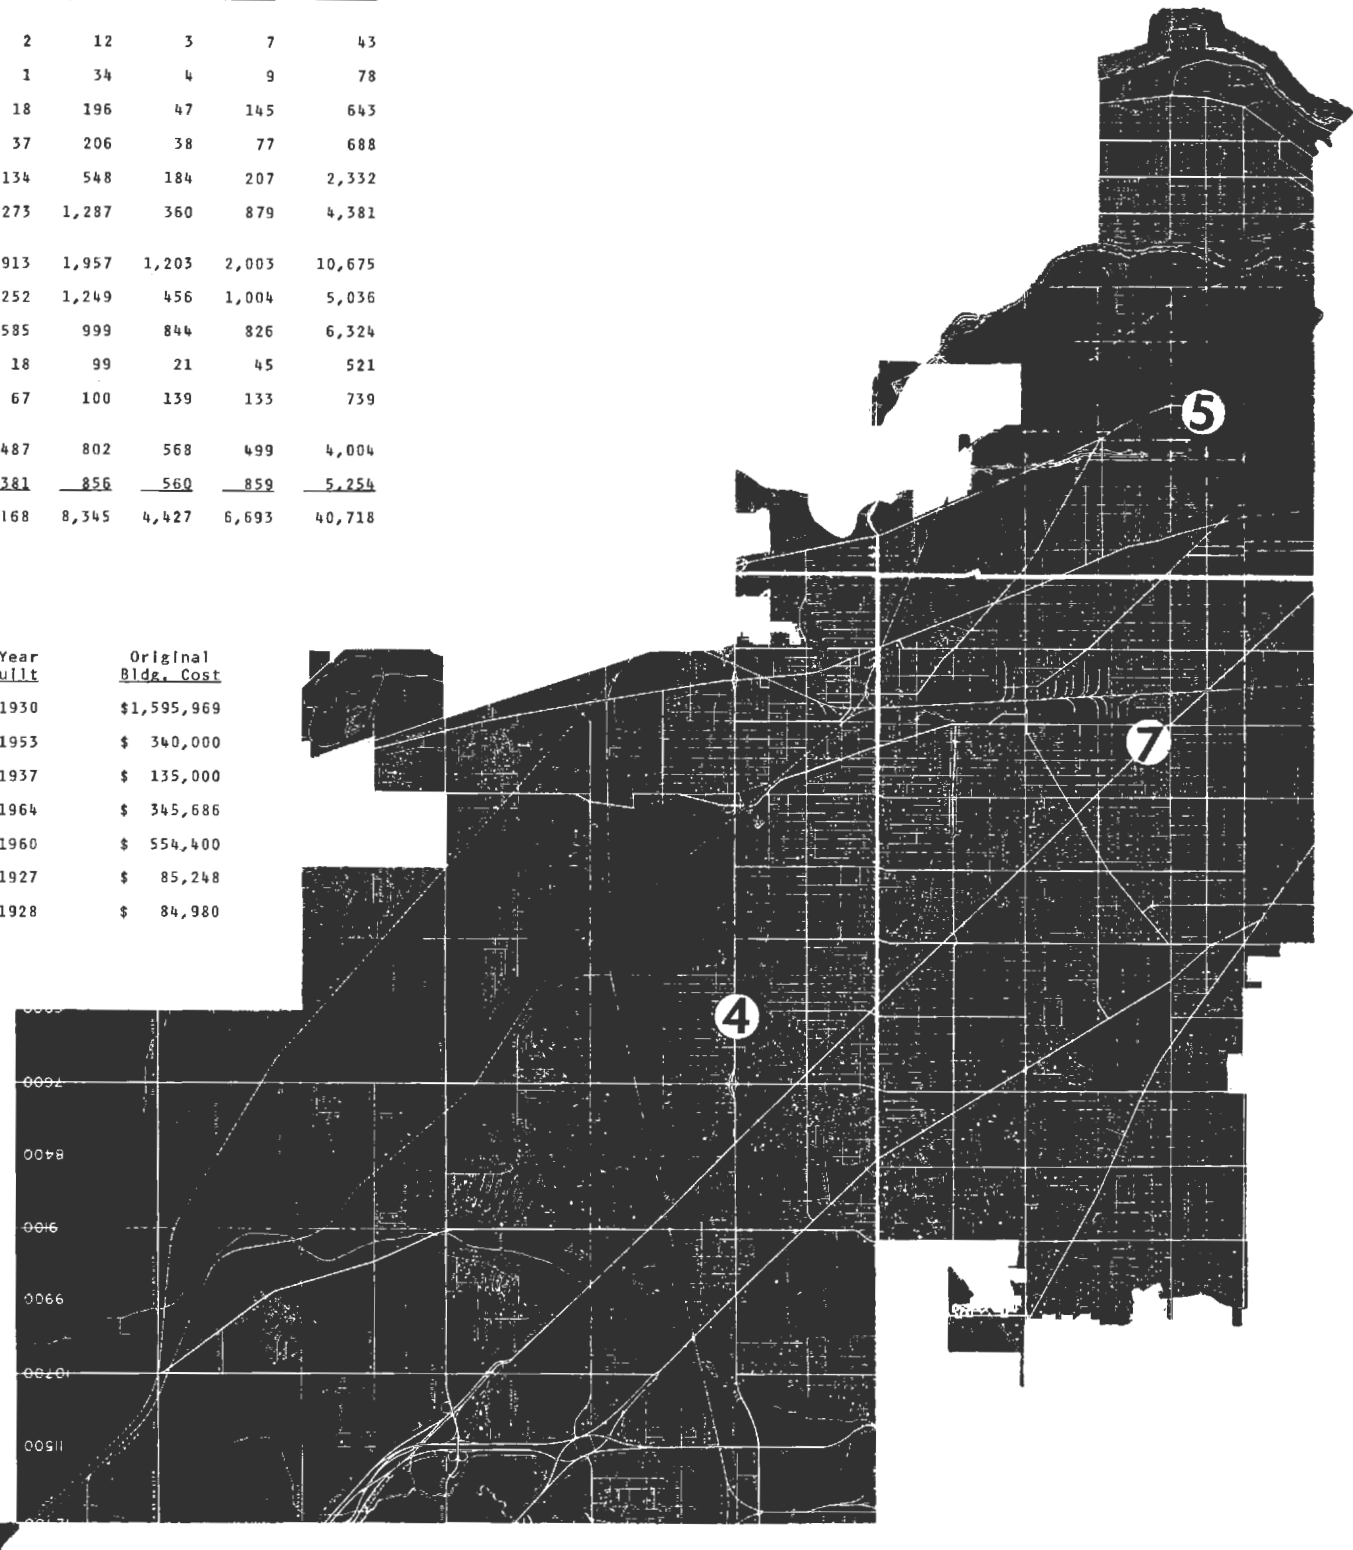 2 12 3 7 43
1 34 4 9 78
18 196 47 145 643
37 206 38 77 688
134 548 184 207 2,332
273 1,287 360 879 4,381
913 1,957 1,203 2,003 10,675
252 1,249 456 1,004 5,036
585 999 844 826 6,324
18 99 21 45 521
67 100 139 133 739
487 802 568 499 4,004
381 856 560 859 5,254
168 8,345 4,427 6,693 40,718
5
Year Original
uilt Bldg. Cost
1930 $1,595,969
1953 $ 340,000
1937 $ 135,000
1964 $ 345,686
1960 $ 554,400
1927 $ 85,248
1928 $ 84,980
7
4
7600
8400
9100
9900
10700
11500